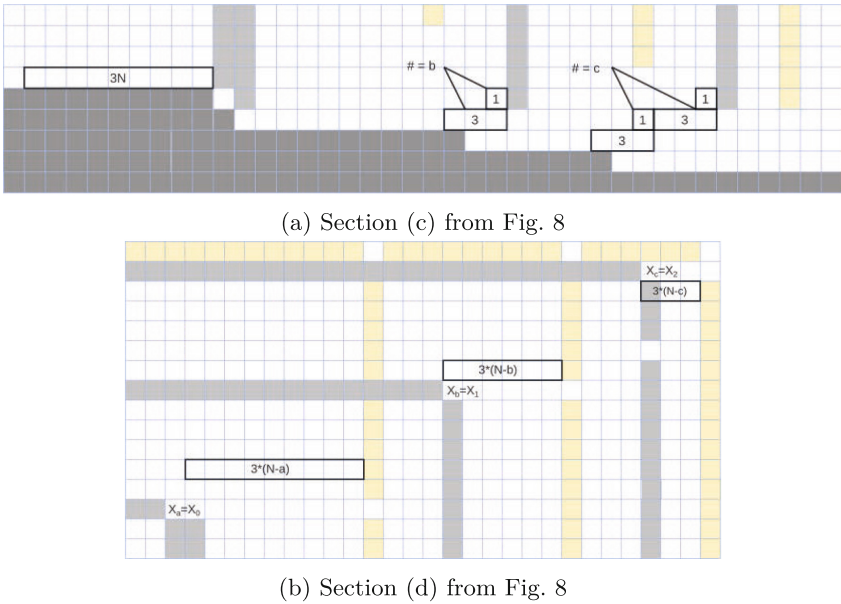 # = b
# = c
3N
1
1
3
1
3
3
(a) Section (c) from Fig. 8
X_c=X_2
3*(N-c)
3*(N-b)
X_b=X_1
3*(N-a)
X_a=X_0
(b) Section (d) from Fig. 8